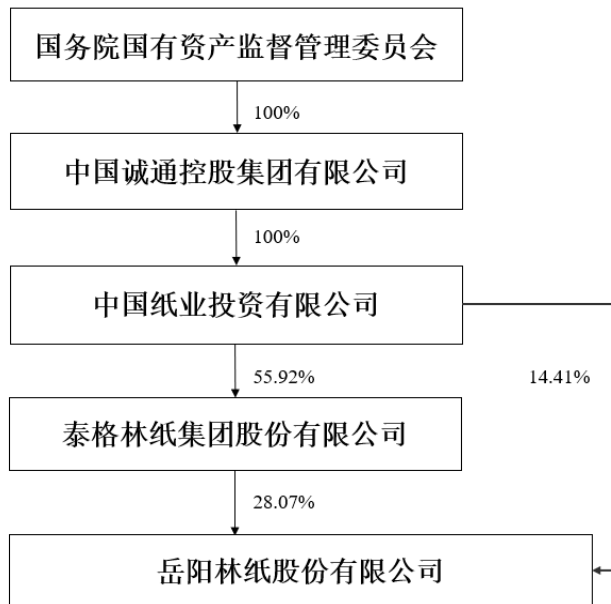 国务院国有资产监督管理委员会
100%
中国诚通控股集团有限公司
100%
中国纸业投资有限公司
55.92%
14.41%
泰格林纸集团股份有限公司
28.07%
岳阳林纸股份有限公司